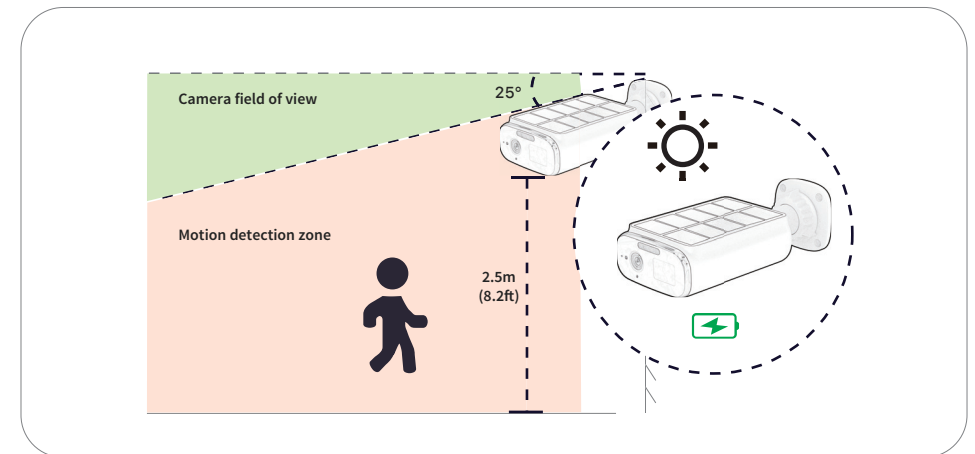 Camera field of view
25°
Motion detection zone
2.5m
(8.2ft)